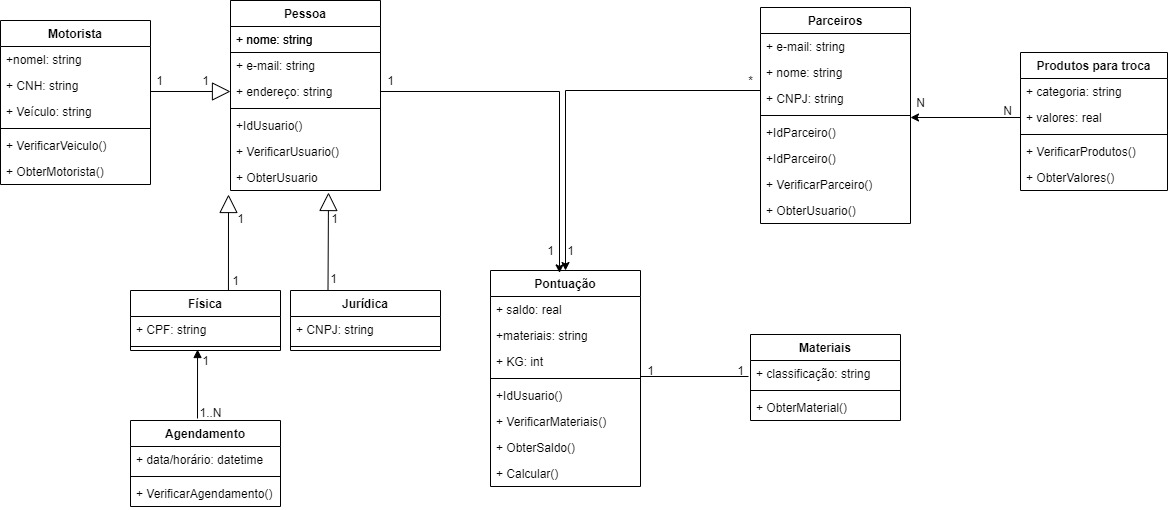 Motorista
+nomel: string
+ CNH: string
+ Veículo: string
+ VerificarVeiculo()
+ ObterMotorista()
1
1
Pessoa
+ nome: string
+ e-mail: string
+ endereço: string
+IdUsuario()
+ VerificarUsuario()
+ ObterUsuario
1
*
Parceiros
+ e-mail: string
+ nome: string
+ CNPJ: string
+IdParceiro()
+IdParceiro()
+ VerificarParceiro()
+ ObterUsuario()
N
N
Produtos para troca
+ categoria: string
+ valores: real
+ VerificarProdutos()
+ ObterValores()
1
1
1
1
Física
+ CPF: string
Jurídica
+ CNPJ: string
1
1..N
Agendamento
+ data/horário: datetime
+ VerificarAgendamento()
1
1
Pontuação
+ saldo: real
+materiais: string
+ KG: int
+IdUsuario()
+ VerificarMateriais()
+ ObterSaldo()
+ Calcular()
1
1
Materiais
+ classificação: string
+ ObterMaterial()